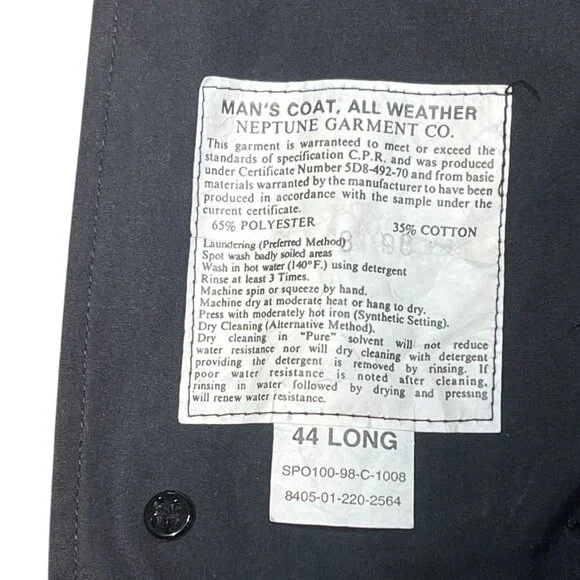 MAN'S COAT, ALL WEATHER
NEPTUNE GARMENT CO.
This garment is warranteed to meet or exceed the
standards of specification C.P.R. and was produced
under Certificate Number 5D8-492-70 and from basic
materials warranted by the manufacturer to have been
produced in accordance with the sample under the
current certificate.
65% POLYESTER 35% COTTON
Laundering (Preferred Method)
Spot wash badly soiled areas
Wash in hot water (140°F.) using detergent
Rinse at least 3 Times.
Machine spin or squeeze by hand.
Machine dry at moderate heat or hang to dry.
Press with moderately hot iron (Synthetic Setting).
Dry Cleaning (Alternative Method).
Dry cleaning in "Pure" solvent will not reduce
water resistance nor will dry cleaning with detergent
providing the detergent is removed by rinsing. If
poor water resistance is noted after cleaning,
rinsing in water followed by drying and pressing
will renew water resistance.
44 LONG
SPO100-98-C-1008
8405-01-220-2564